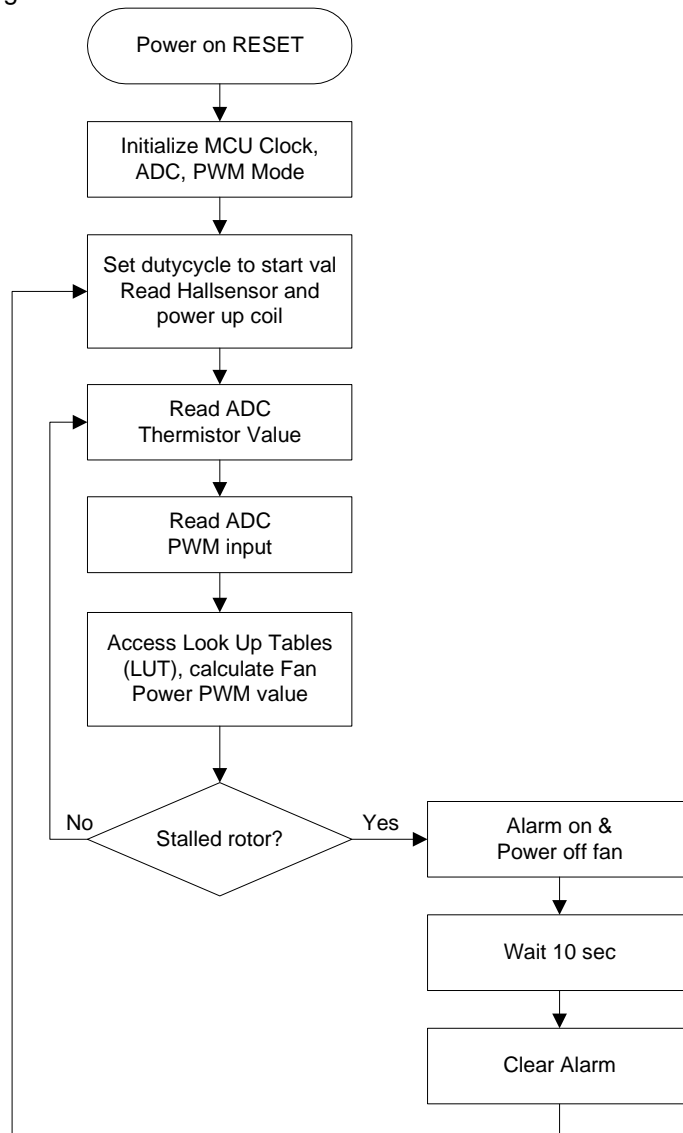 g
Power on RESET
Initialize MCU Clock,
ADC, PWM Mode
Set dutycycle to start val
Read Hallsensor and
power up coil
Read ADC
Thermistor Value
Read ADC
PWM input
Access Look Up Tables
(LUT), calculate Fan
Power PWM value
No
Stalled rotor?
Yes
Alarm on &
Power off fan
Wait 10 sec
Clear Alarm